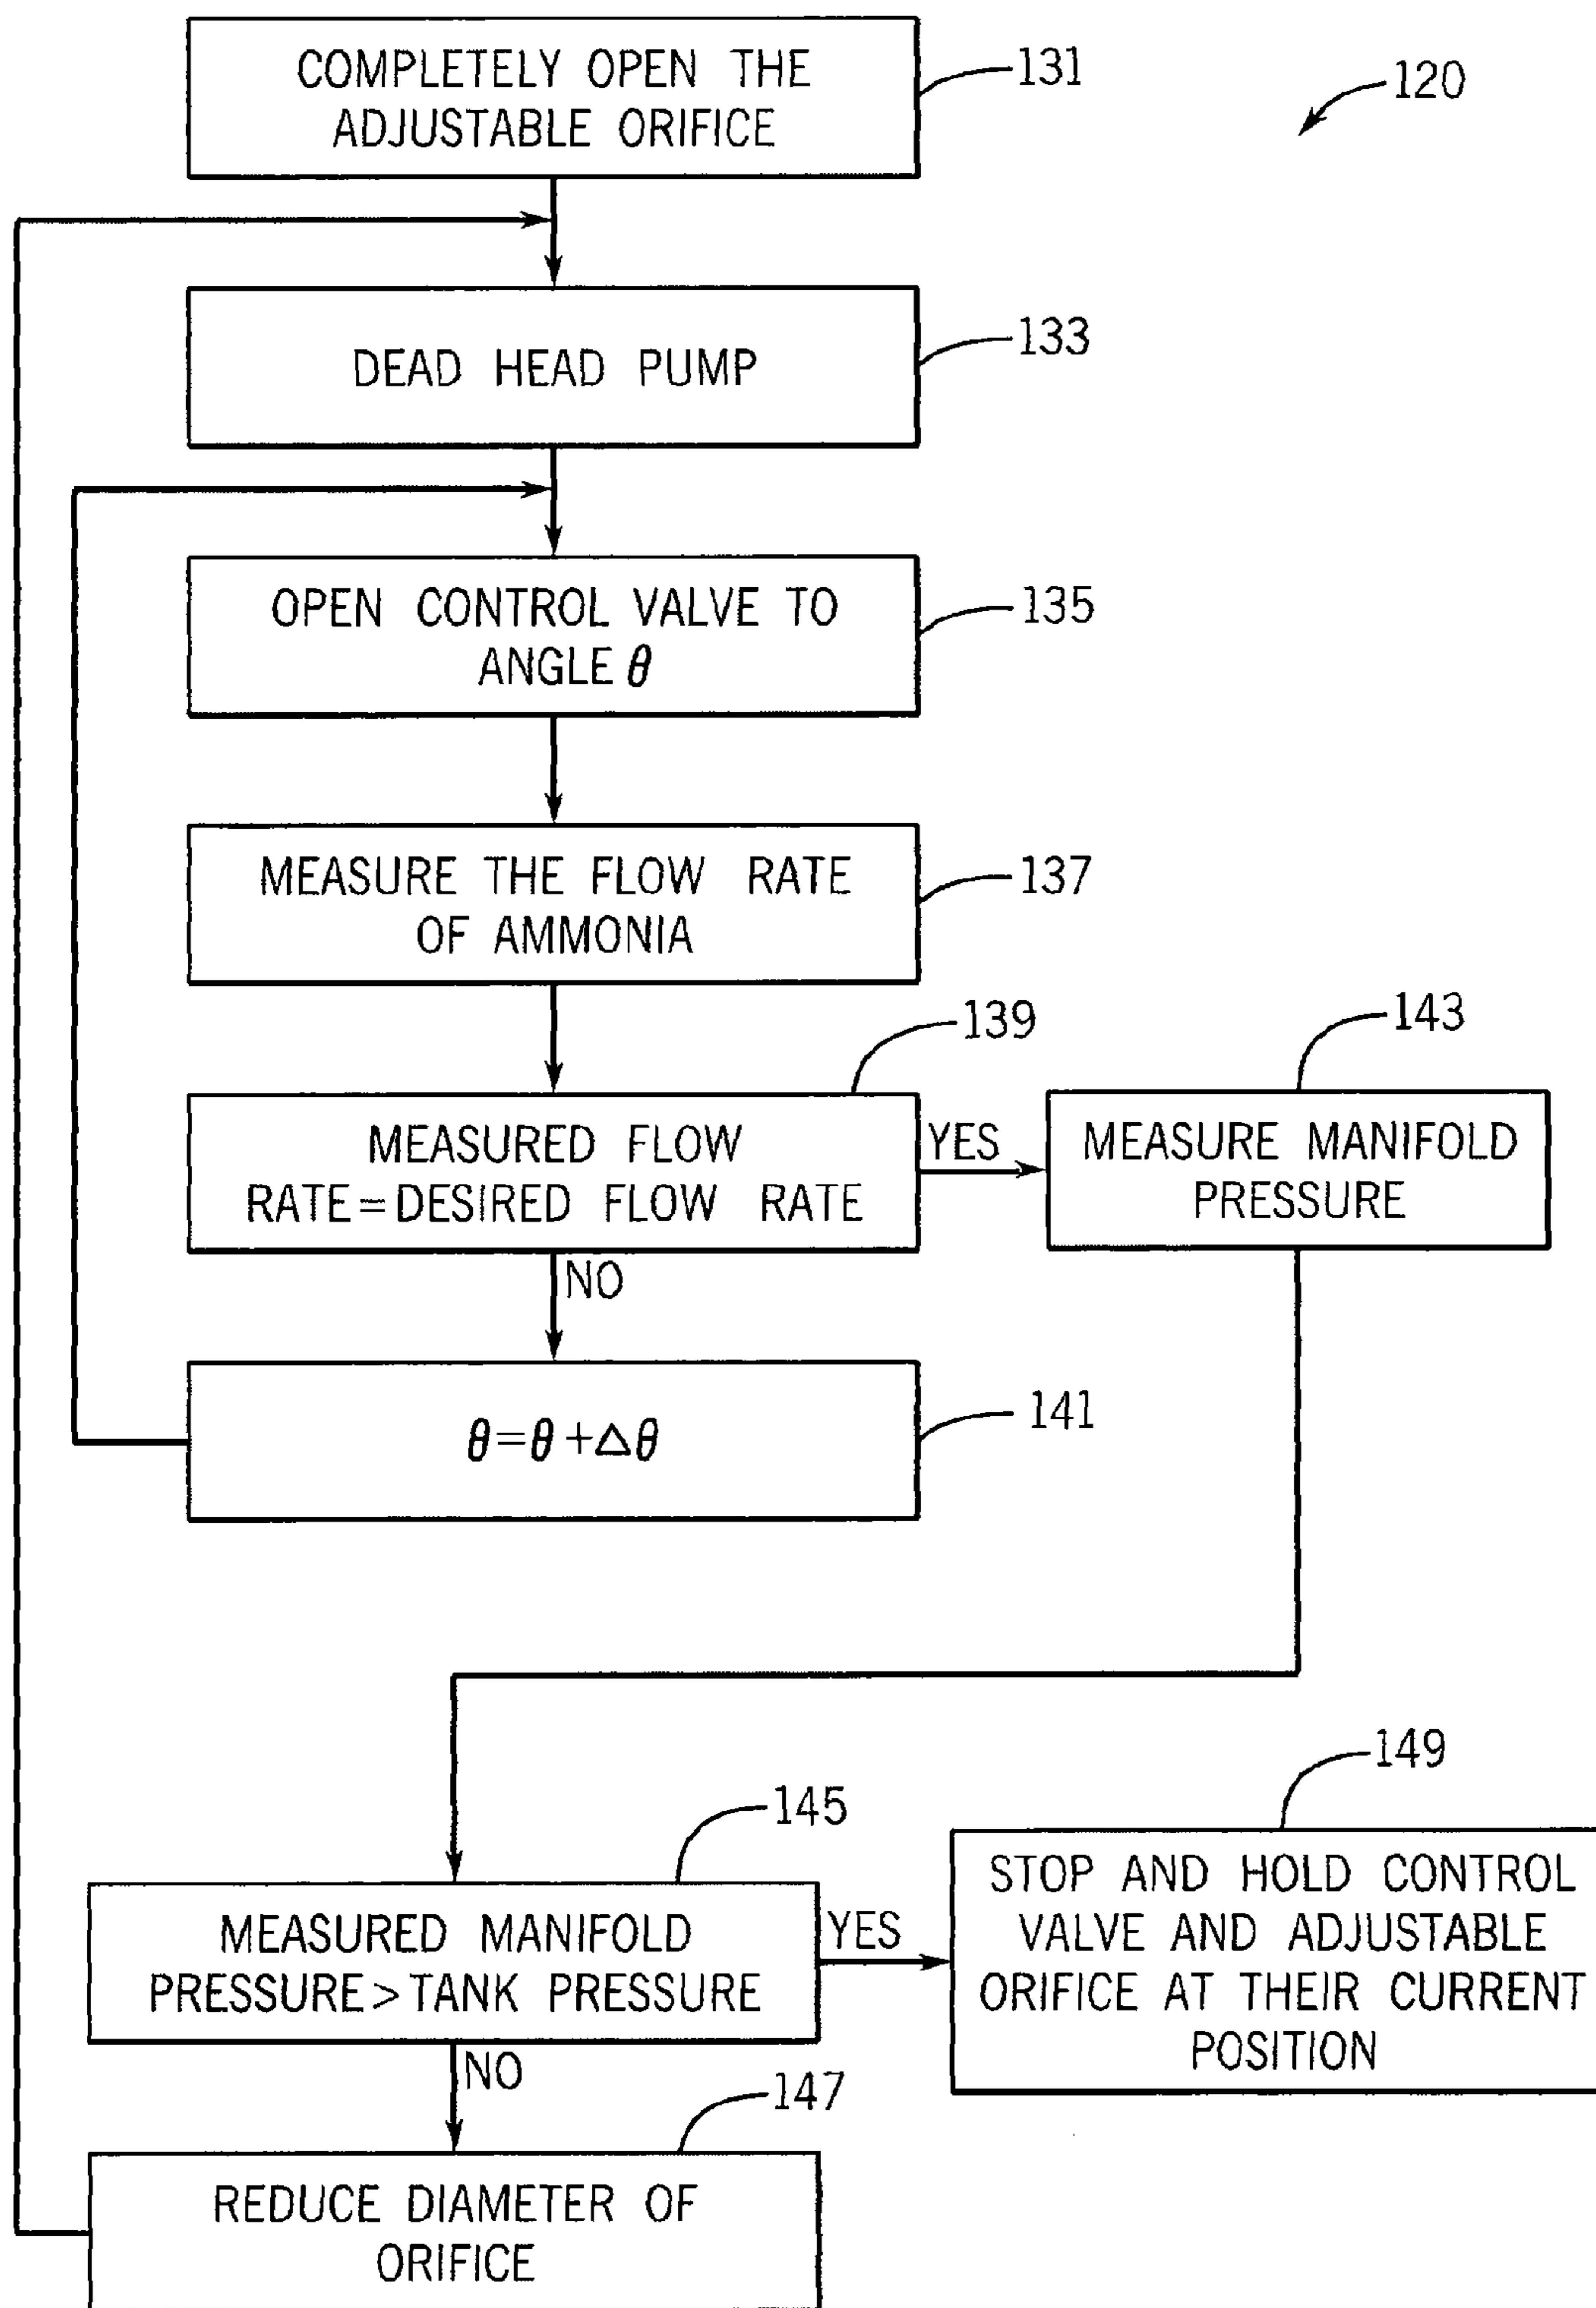 COMPLETELY OPEN THE
ADJUSTABLE ORIFICE
131
120
DEAD HEAD PUMP
133
OPEN CONTROL VALVE TO
ANGLE θ
135
MEASURE THE FLOW RATE
OF AMMONIA
137
139
MEASURED FLOW
RATE=DESIRED FLOW RATE
YES
143
MEASURE MANIFOLD
PRESSURE
NO
θ=θ+Δθ
141
145
MEASURED MANIFOLD
PRESSURE>TANK PRESSURE
YES
149
STOP AND HOLD CONTROL
VALVE AND ADJUSTABLE
ORIFICE AT THEIR CURRENT
POSITION
NO
147
REDUCE DIAMETER OF
ORIFICE